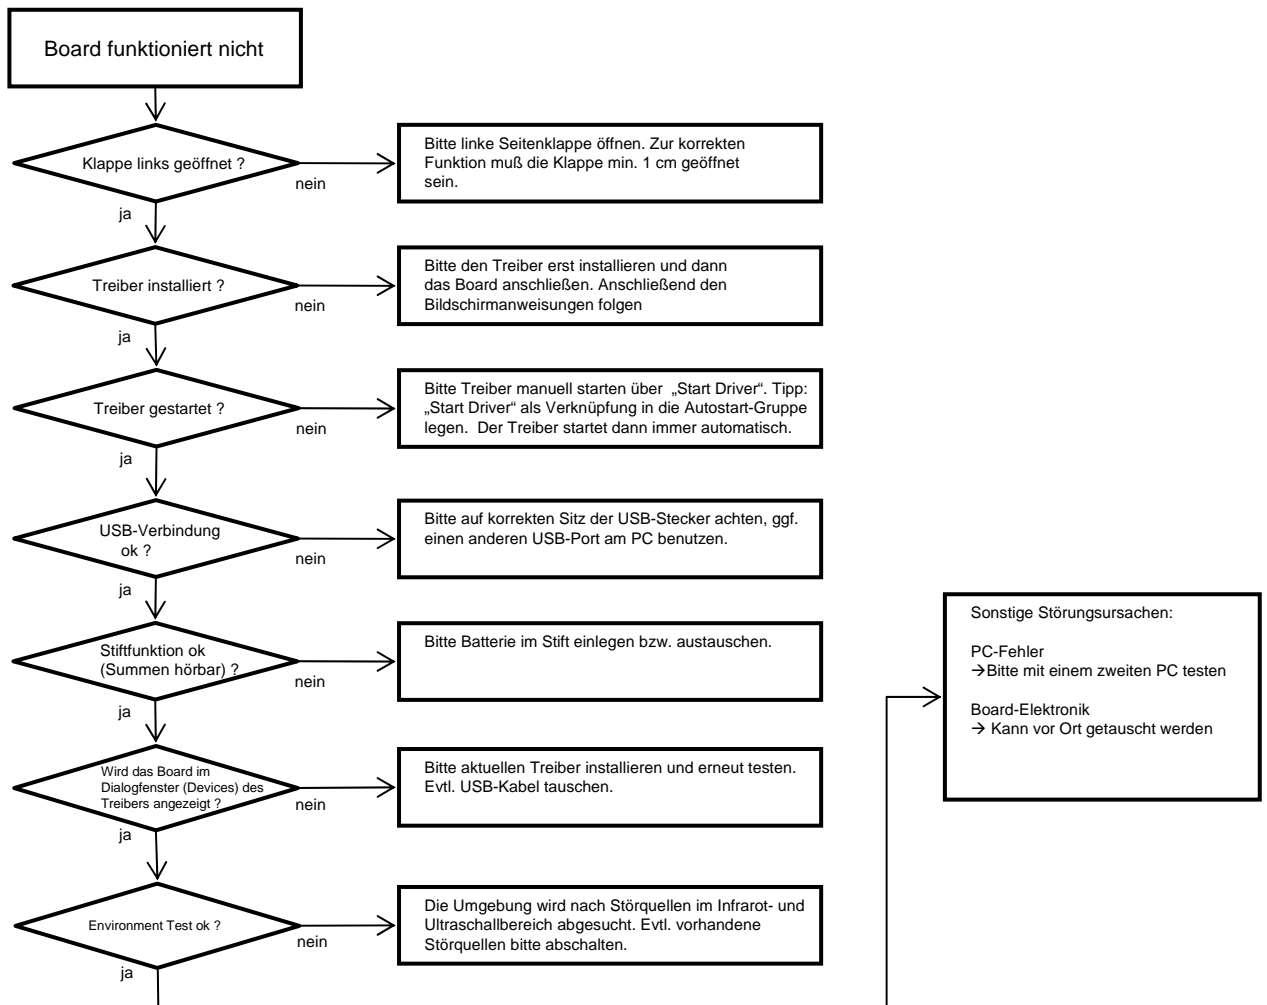 Board funktioniert nicht
Klappe links geöffnet ?
nein
Bitte linke Seitenklappe öffnen. Zur korrekten
Funktion muß die Klappe min. 1 cm geöffnet
sein.
ja
Treiber installiert ?
nein
Bitte den Treiber erst installieren und dann
das Board anschließen. Anschließend den
Bildschirmanweisungen folgen
ja
Treiber gestartet ?
nein
Bitte Treiber manuell starten über „Start Driver“. Tipp:
„Start Driver“ als Verknüpfung in die Autostart-Gruppe
legen. Der Treiber startet dann immer automatisch.
ja
USB-Verbindung
ok ?
nein
Bitte auf korrekten Sitz der USB-Stecker achten, ggf.
einen anderen USB-Port am PC benutzen.
ja
Stiftfunktion ok
(Summen hörbar) ?
nein
Bitte Batterie im Stift einlegen bzw. austauschen.
ja
Wird das Board im
Dialogfenster (Devices) des
Treibers angezeigt ?
nein
Bitte aktuellen Treiber installieren und erneut testen.
Evtl. USB-Kabel tauschen.
ja
Environment Test ok ?
nein
Die Umgebung wird nach Störquellen im Infrarot- und
Ultraschallbereich abgesucht. Evtl. vorhandene
Störquellen bitte abschalten.
ja
Sonstige Störungsursachen:
PC-Fehler
→Bitte mit einem zweiten PC testen
Board-Elektronik
→ Kann vor Ort getauscht werden